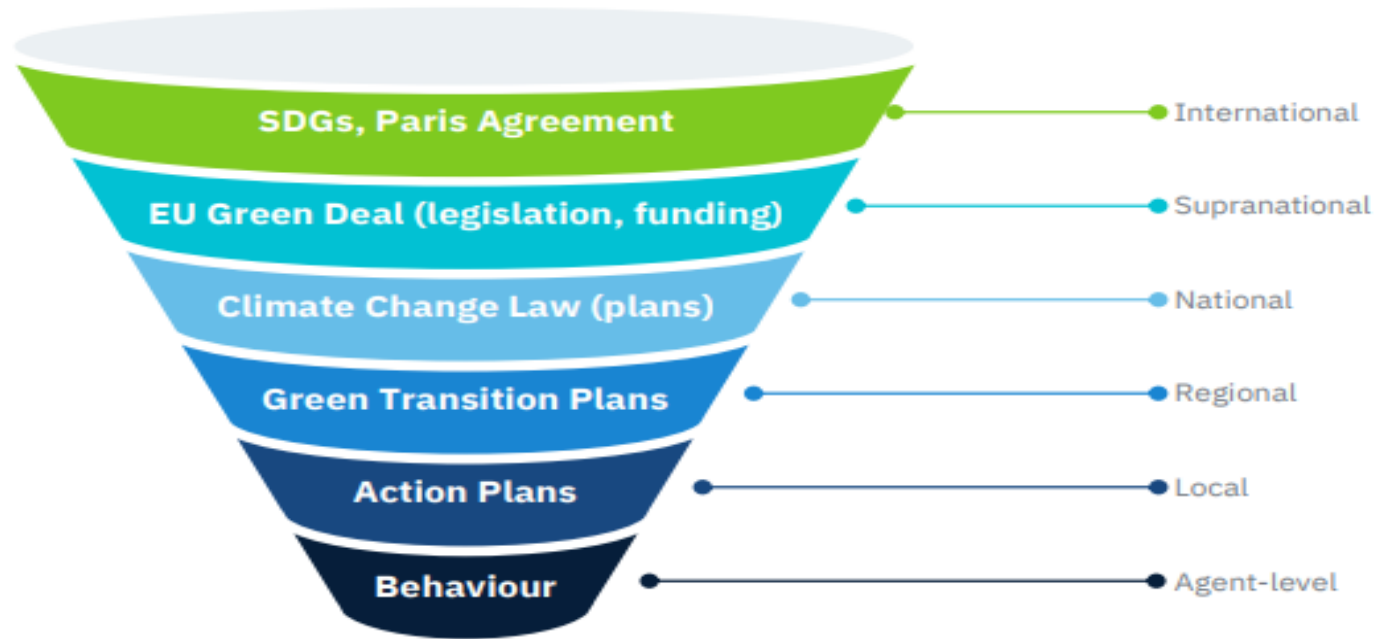 SDGs, Paris Agreement
International
EU Green Deal (legislation, funding)
Supranational
Climate Change Law (plans)
National
Green Transition Plans
Regional
Action Plans
Local
Behaviour
Agent-level